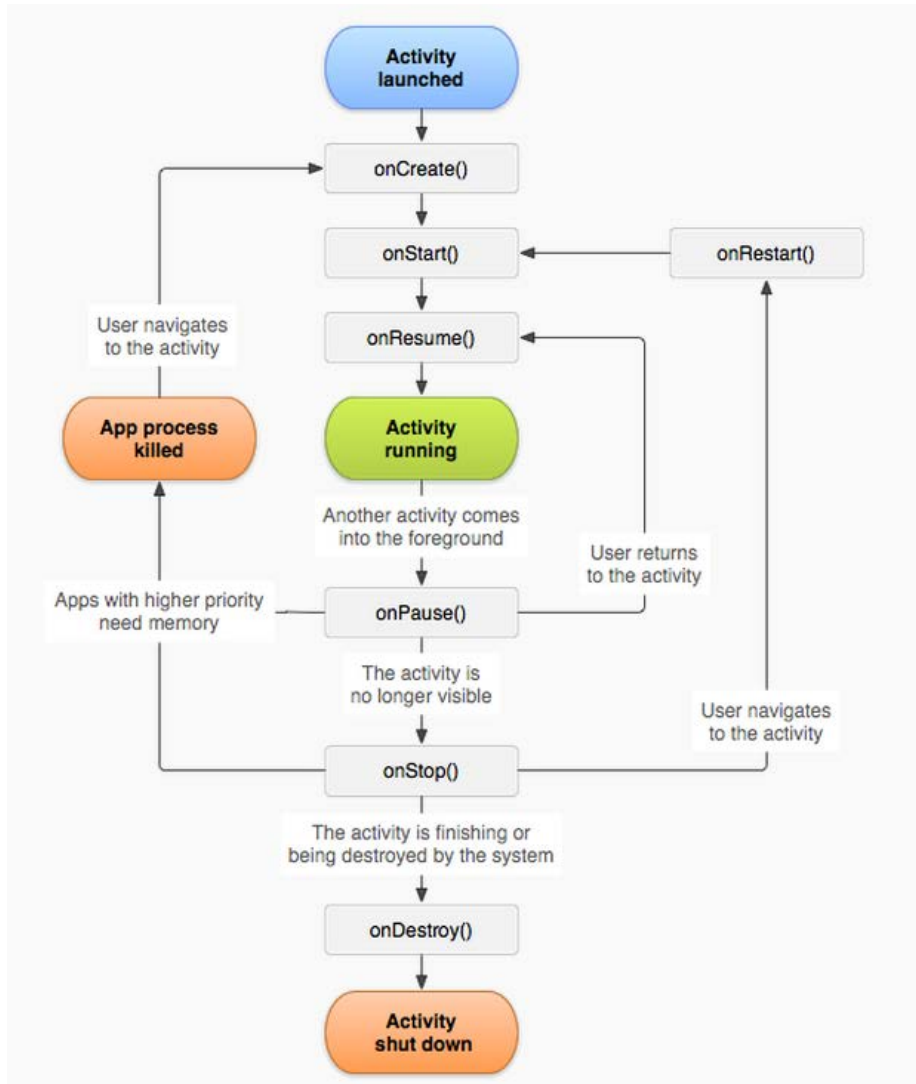 Activity
launched
onCreate()
onStart()
onRestart()
User navigates
to the activity
onResume()
App process
killed
Activity
running
Another activity comes
into the foreground
User returns
to the activity
Apps with higher priority
need memory
onPause()
The activity is
no longer visible
User navigates
to the activity
onStop()
The activity is finishing or
being destroyed by the system
onDestroy()
Activity
shut down